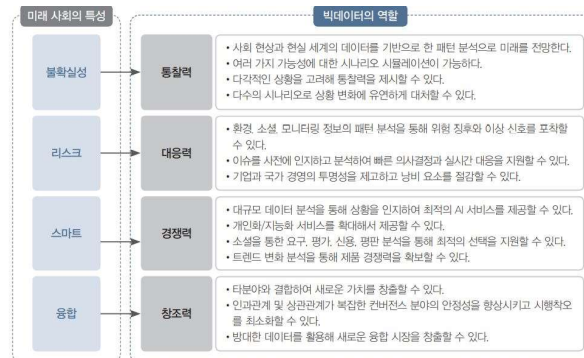 미래 사회의 특성
빅데이터의 역할
불확실성
통찰력
• 사회 현상과 현실 세계의 데이터를 기반으로 한 패턴 분석으로 미래를 전망한다.
• 여러 가지 가능성에 대한 시나리오 시뮬레이션이 가능하다.
• 다각적인 상황을 고려해 통찰력을 제시할 수 있다.
• 다수의 시나리오로 상황 변화에 유연하게 대처할 수 있다.
리스크
대응력
• 환경, 소셜, 모니터링 정보의 패턴 분석을 통해 위험 징후와 이상 신호를 포착할
수 있다.
• 이슈를 사전에 인지하고 분석하여 빠른 의사결정과 실시간 대응을 지원할 수 있다.
• 기업과 국가 경영의 투명성을 제고하고 낭비 요소를 절감할 수 있다.
스마트
경쟁력
• 대규모 데이터 분석을 통해 상황을 인지하여 최적의 AI 서비스를 제공할 수 있다.
• 개인화/지능화 서비스를 확대해서 제공할 수 있다.
• 소셜을 통한 요구, 평가, 신용, 평판 분석을 통해 최적의 선택을 지원할 수 있다.
• 트렌드 변화 분석을 통해 제품 경쟁력을 확보할 수 있다.
융합
창조력
• 타분야와 결합하여 새로운 가치를 창출할 수 있다.
• 인과관계 및 상관관계가 복잡한 컨버전스 분야의 안정성을 향상시키고 시행착오
를 최소화할 수 있다.
• 방대한 데이터를 활용해 새로운 융합 시장을 창출할 수 있다.